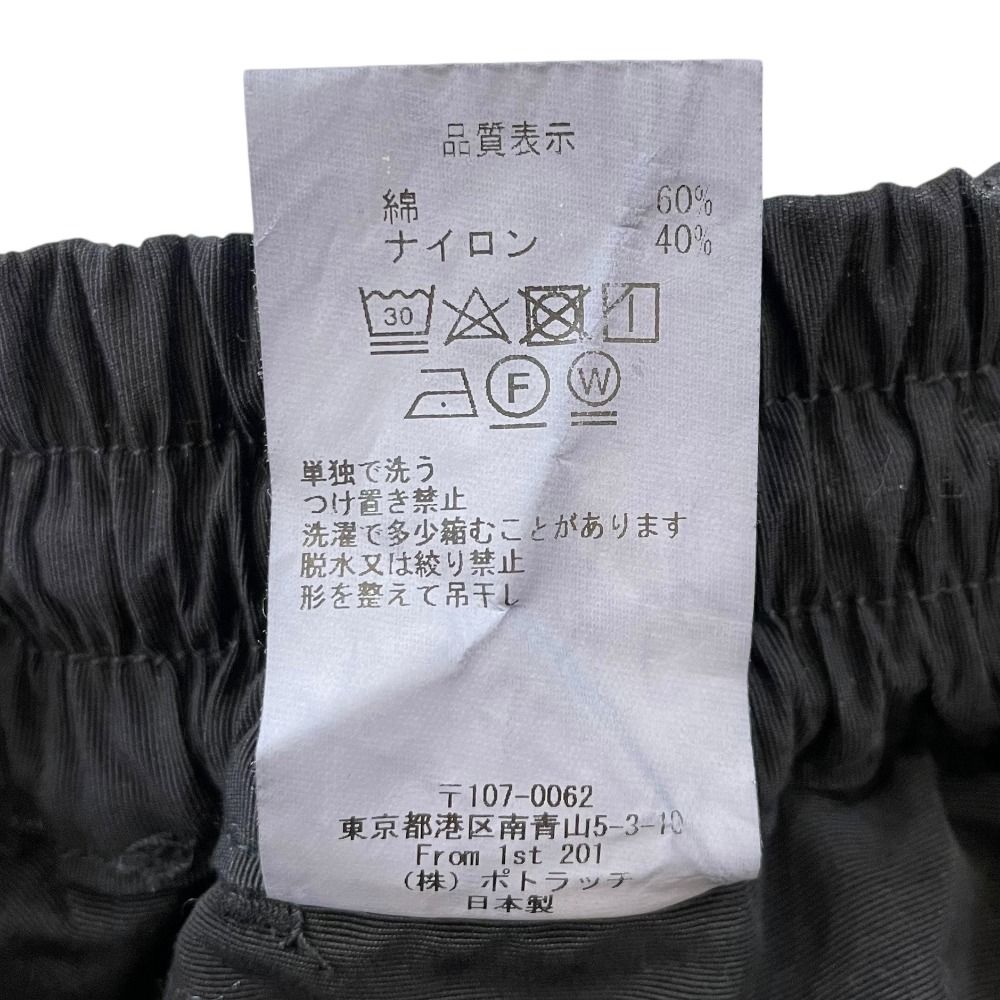 品質表示
綿 60%
ナイロン 40%
30
F W
単独で洗う
つけ置き禁止
洗濯で多少縮むことがあります
脱水又は絞り禁止
形を整えて吊干し
〒107-0062
東京都港区南青山5-3-10
From 1st 201
(株) ポトラッチ
日本製